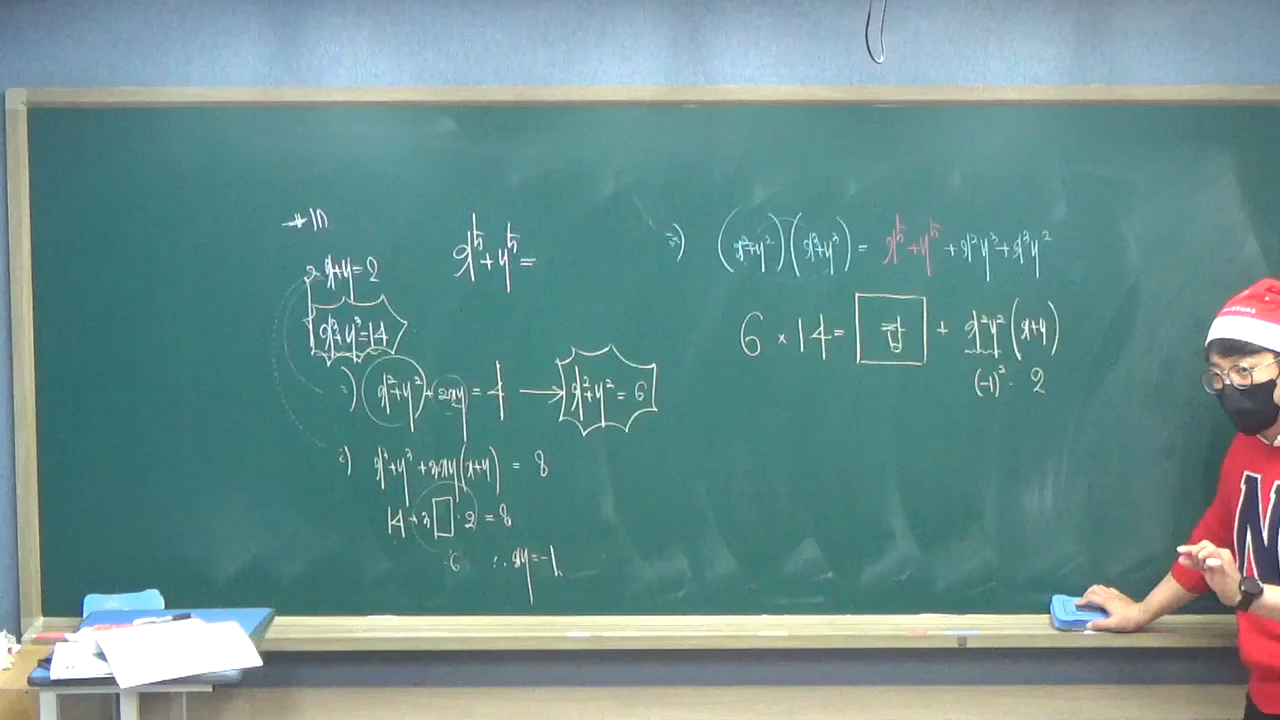 x+y=2
x³+y³=14
x⁵+y⁵=
x²+y²+2xy=4 → x²+y²=6
x³+y³+3xy(x+y)=8
14+3□·2=8
-6 ∴xy=-1
(x²+y²)(x³+y³)=x⁵+y⁵+x²y³+x³y²
6×14= □ + x²y²(x+y)
(-1)²·2
N